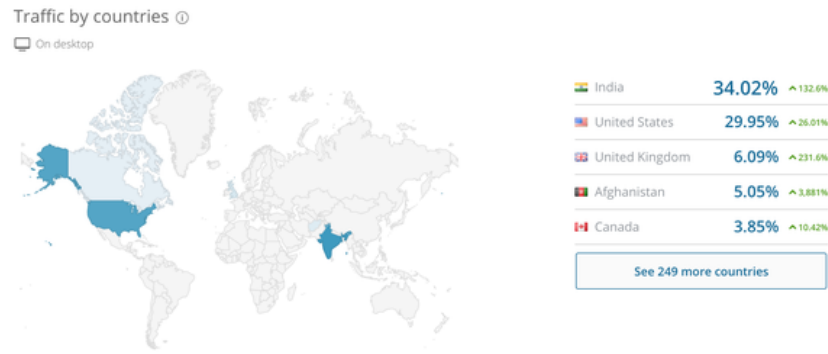 Traffic by countries
On desktop
India 34.02% 132.6%
United States 29.95% 26.01%
United Kingdom 6.09% 231.6%
Afghanistan 5.05% 3,881%
Canada 3.85% 10.42%
See 249 more countries